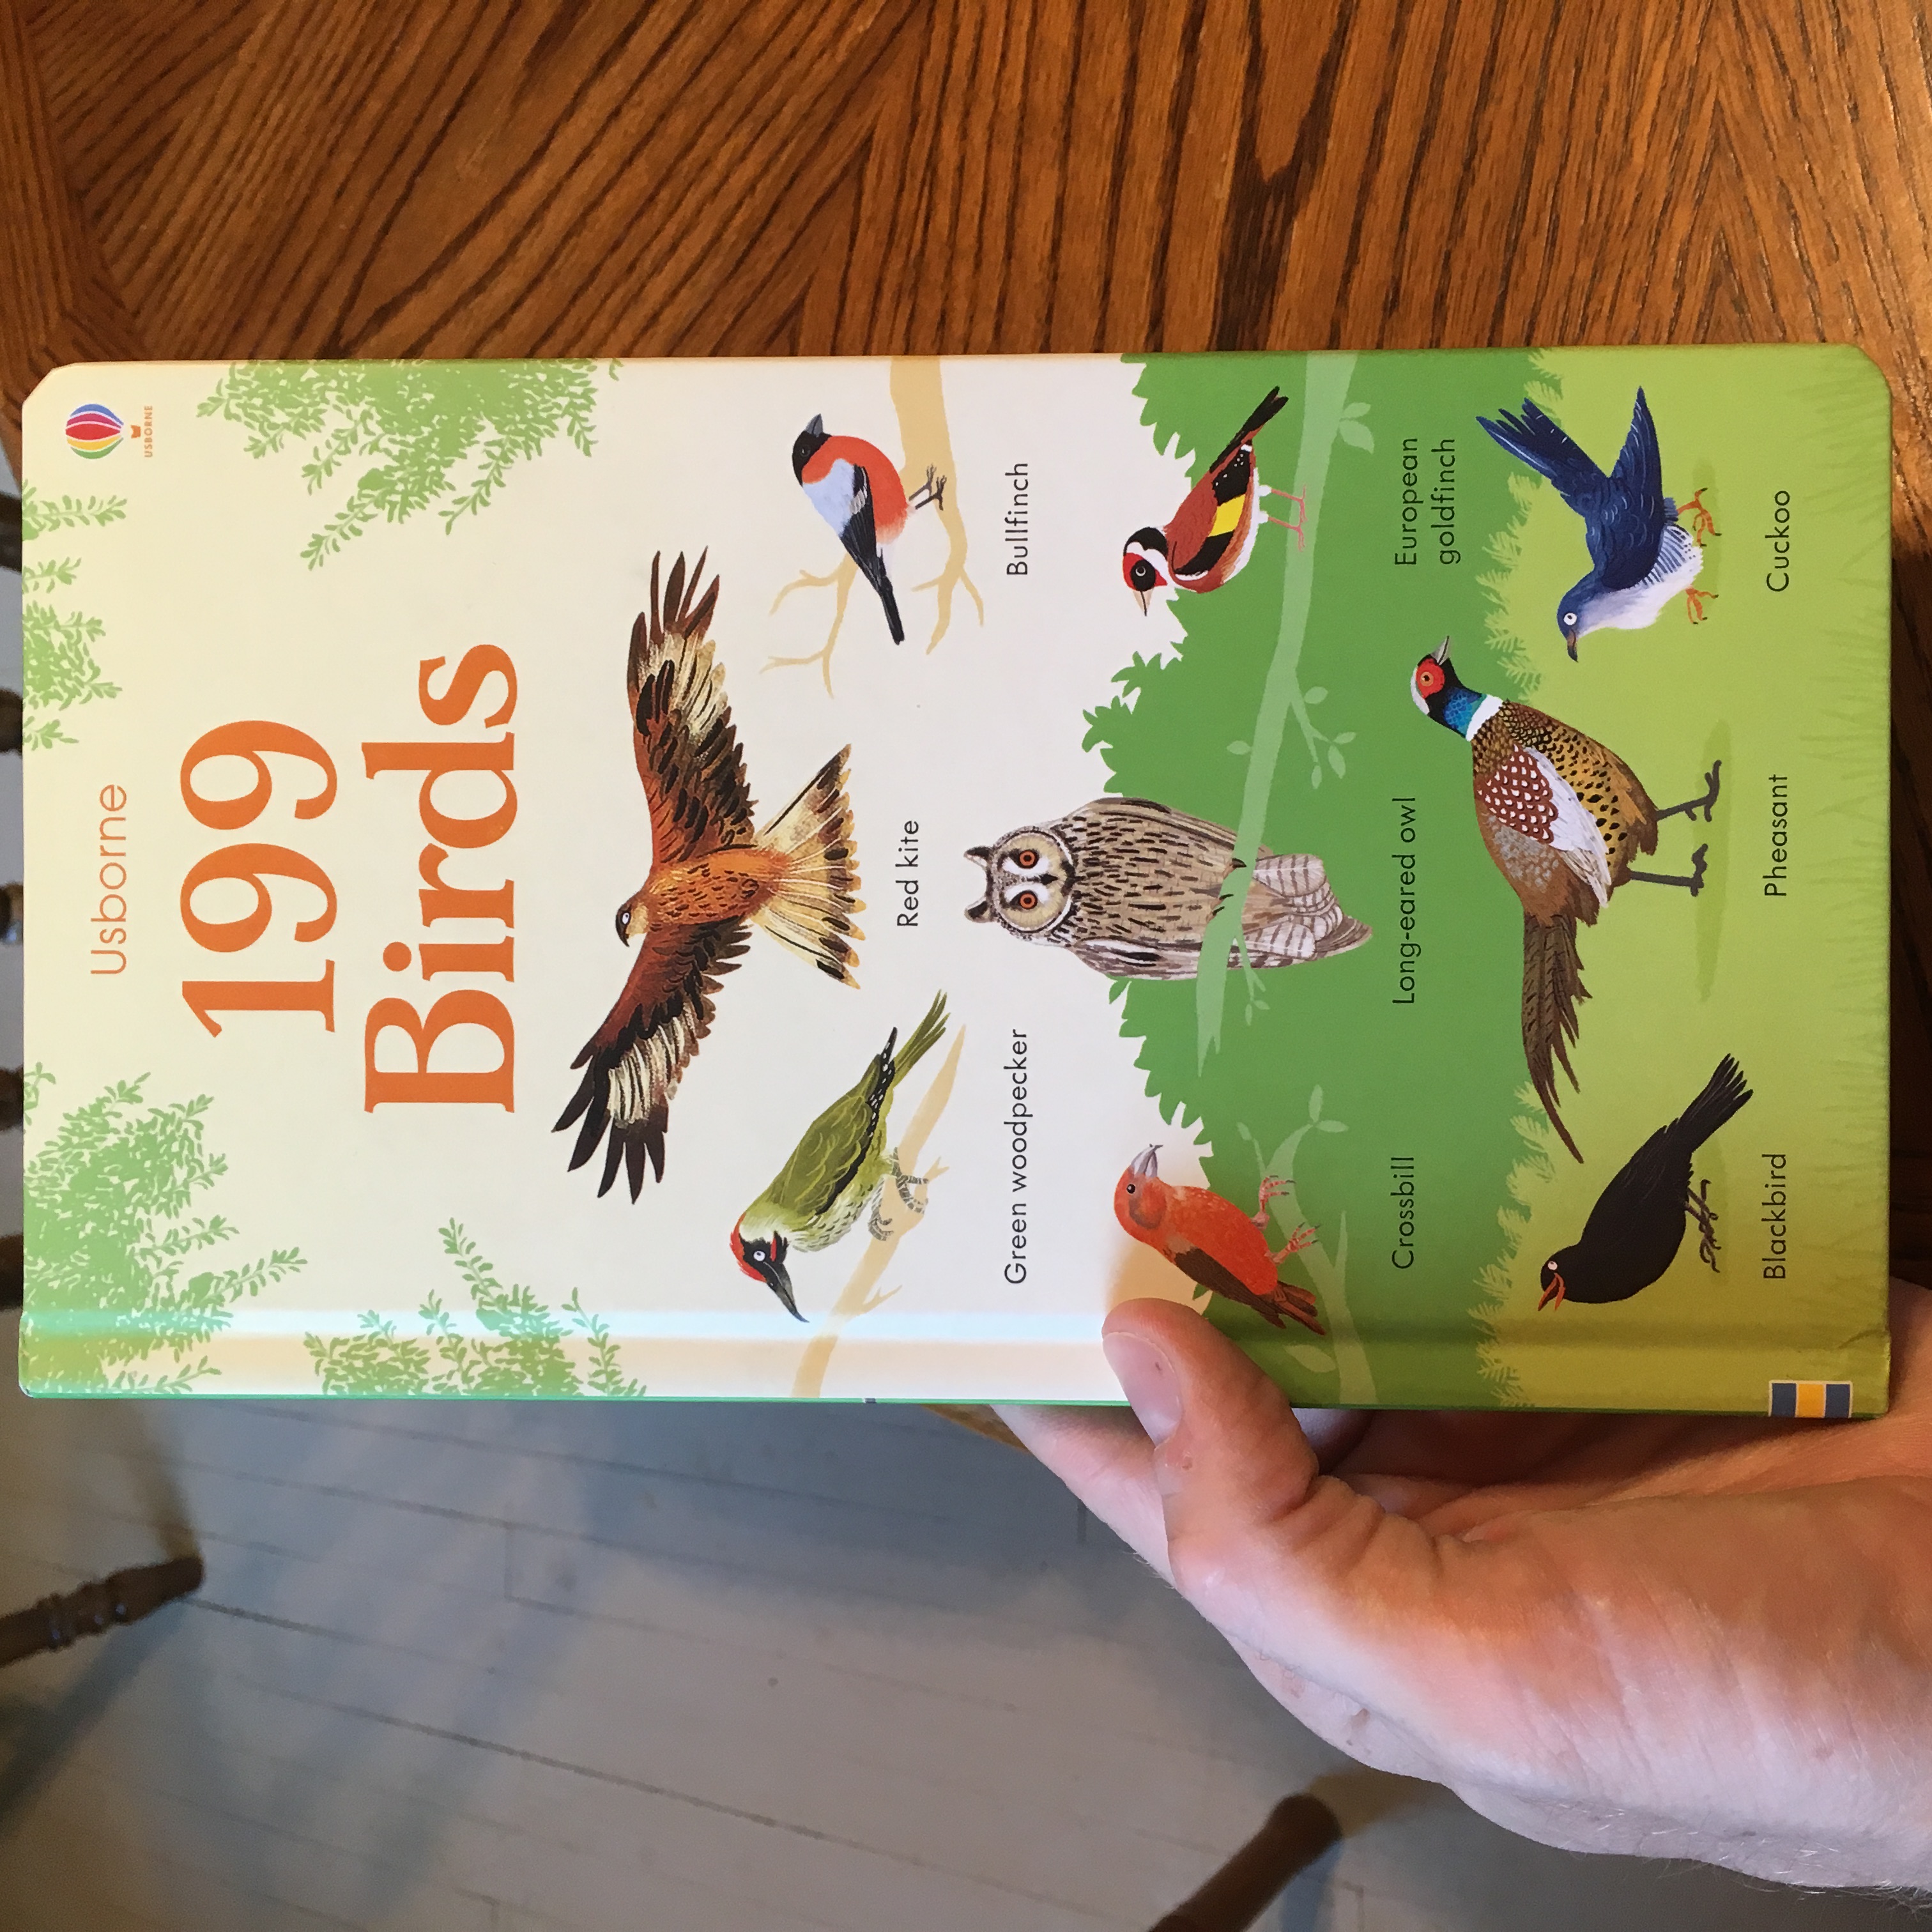 Usborne
USBORNE
199
Birds
Red kite
Green woodpecker
Bullfinch
Crossbill
Long-eared owl
European
goldfinch
Blackbird
Pheasant
Cuckoo